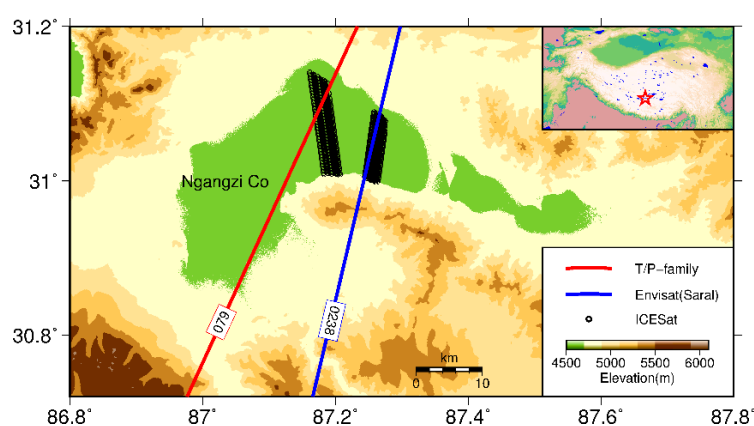 31.2°
31°
30.8°
Ngangzi Co
079
0238
km
0 10
T/P-family
Envisat(Saral)
ICESat
4500 5000 5500 6000
Elevation(m)
86.8° 87° 87.2° 87.4° 87.6° 87.8°